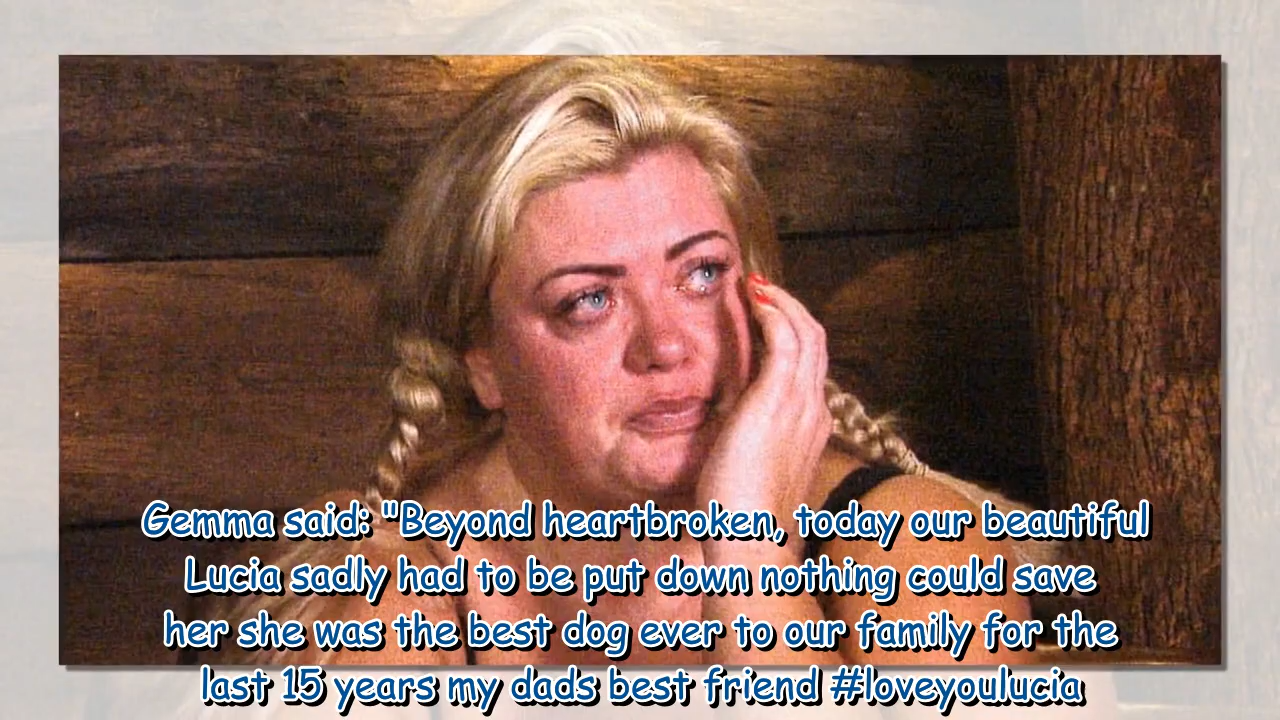 Gemma said: "Beyond heartbroken, today our beautiful
Lucia sadly had to be put down nothing could save
her she was the best dog ever to our family for the
last 15 years my dads best friend #loveyoulucia